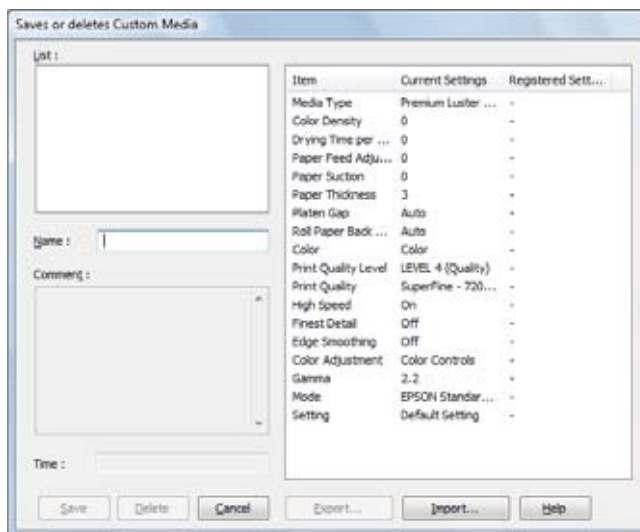 Saves or deletes Custom Media
List :
Name :
Comment :
Time :
Save Delete Cancel
Item Current Settings Registered Sett...
Media Type Premium Luster ... -
Color Density 0 -
Drying Time per ... 0 -
Paper Feed Adju... 0 -
Paper Suction 0 -
Paper Thickness 3 -
Platen Gap Auto -
Roll Paper Back ... Auto -
Color Color -
Print Quality Level LEVEL 4 (Quality) -
Print Quality SuperFine - 720... -
High Speed On -
Finest Detail Off -
Edge Smoothing Off -
Color Adjustment Color Controls -
Gamma 2.2 -
Mode EPSON Standar... -
Setting Default Setting -
Export... Import... Help